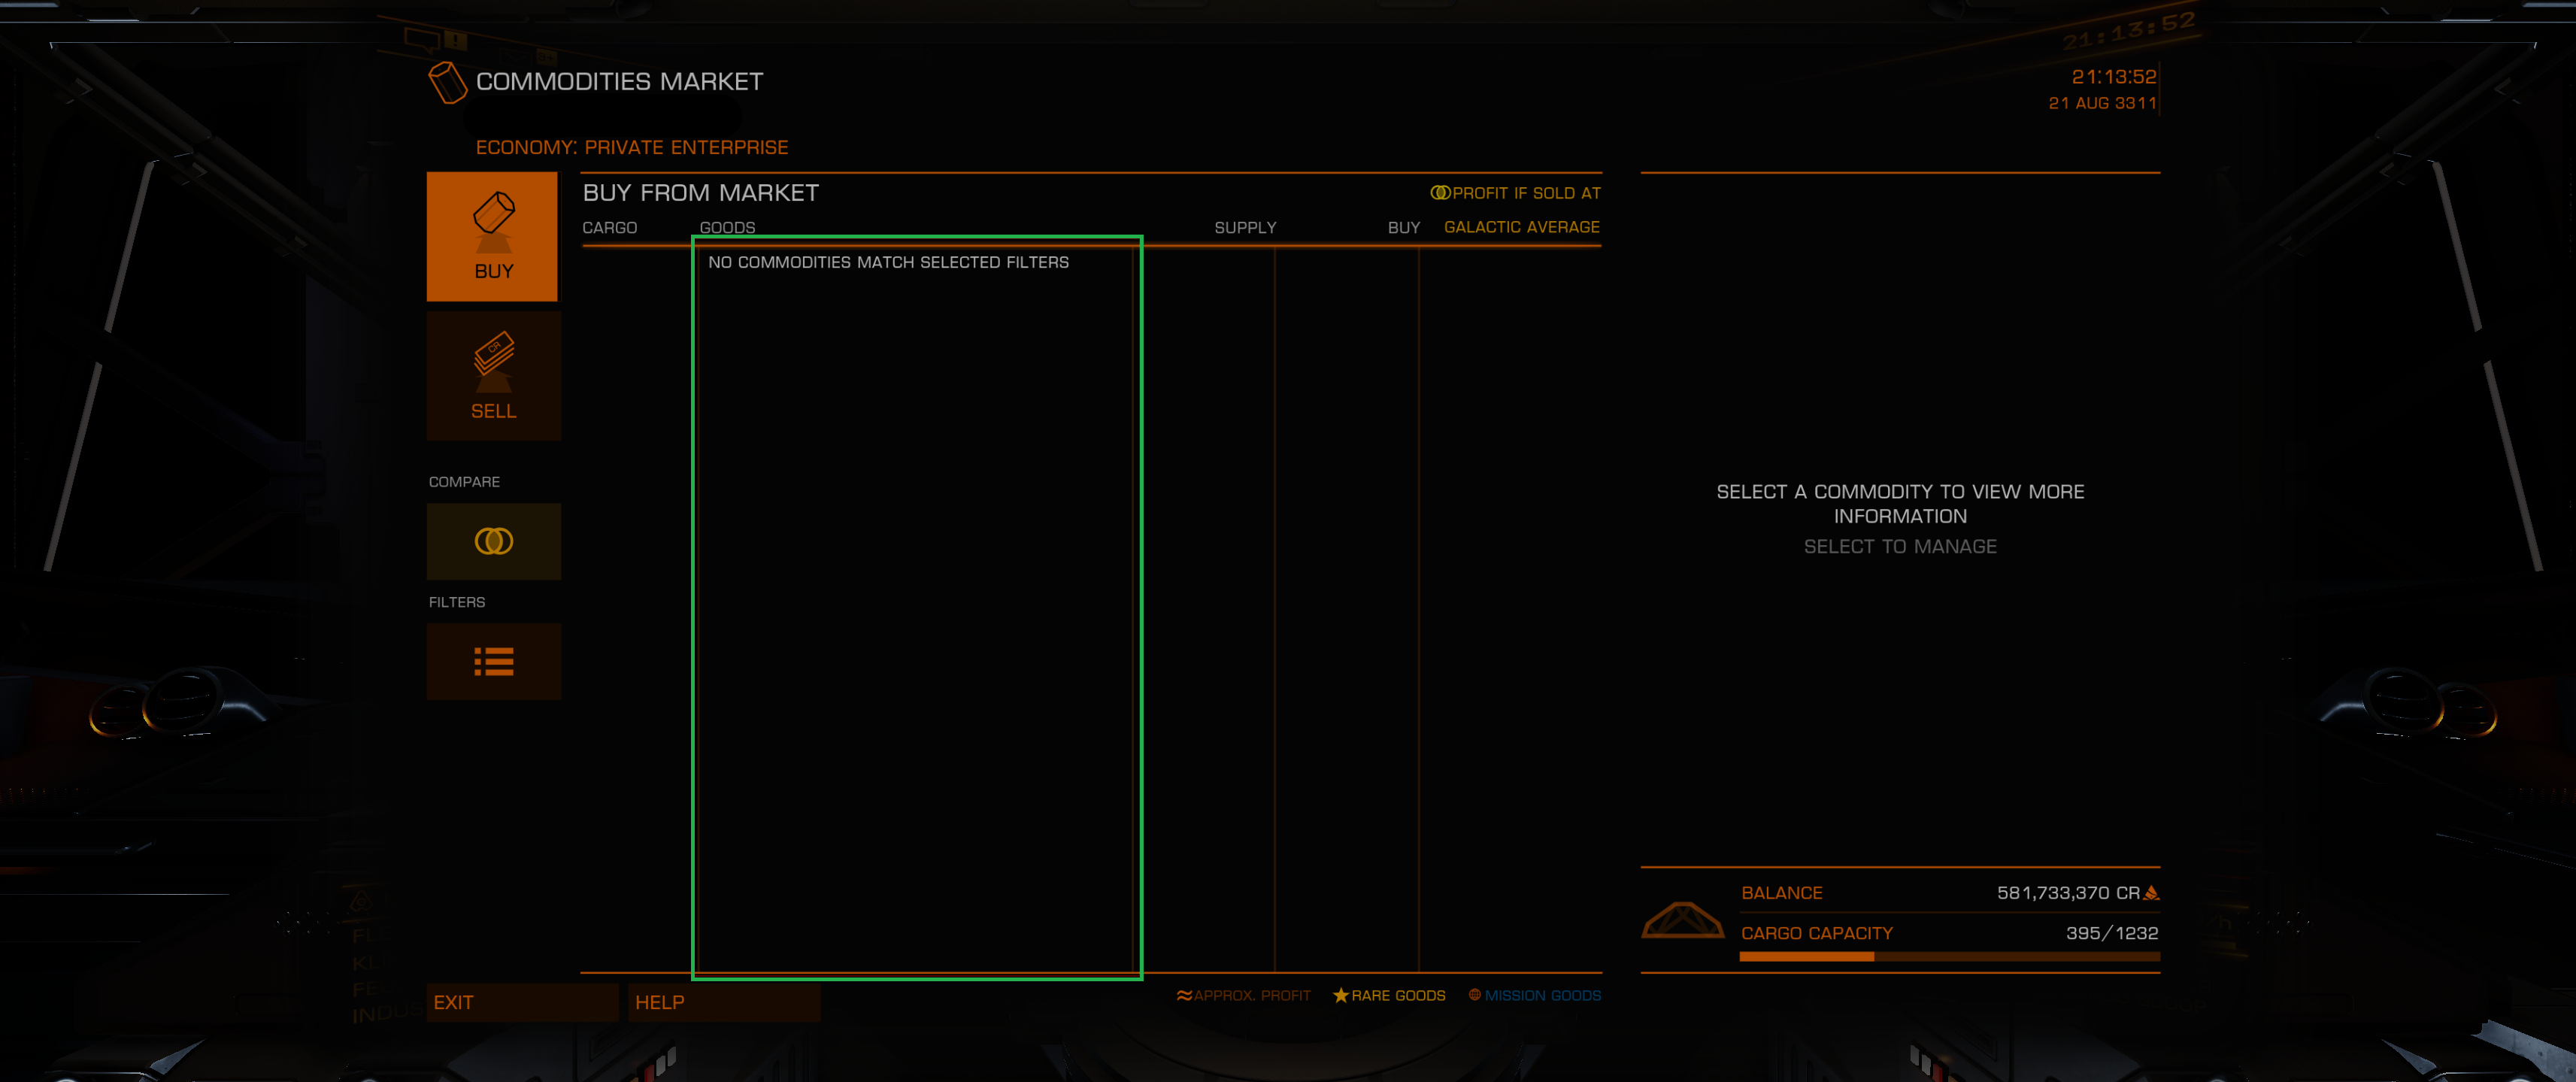 21:13:52
COMMODITIES MARKET
21:13:52
21 AUG 3311
ECONOMY: PRIVATE ENTERPRISE
BUY FROM MARKET
PROFIT IF SOLD AT
CARGO GOODS SUPPLY BUY GALACTIC AVERAGE
NO COMMODITIES MATCH SELECTED FILTERS
BUY
CR
SELL
COMPARE
FILTERS
SELECT A COMMODITY TO VIEW MORE
INFORMATION
SELECT TO MANAGE
BALANCE 581,733,370 CR
CARGO CAPACITY 395/1232
APPROX. PROFIT RARE GOODS MISSION GOODS
EXIT HELP